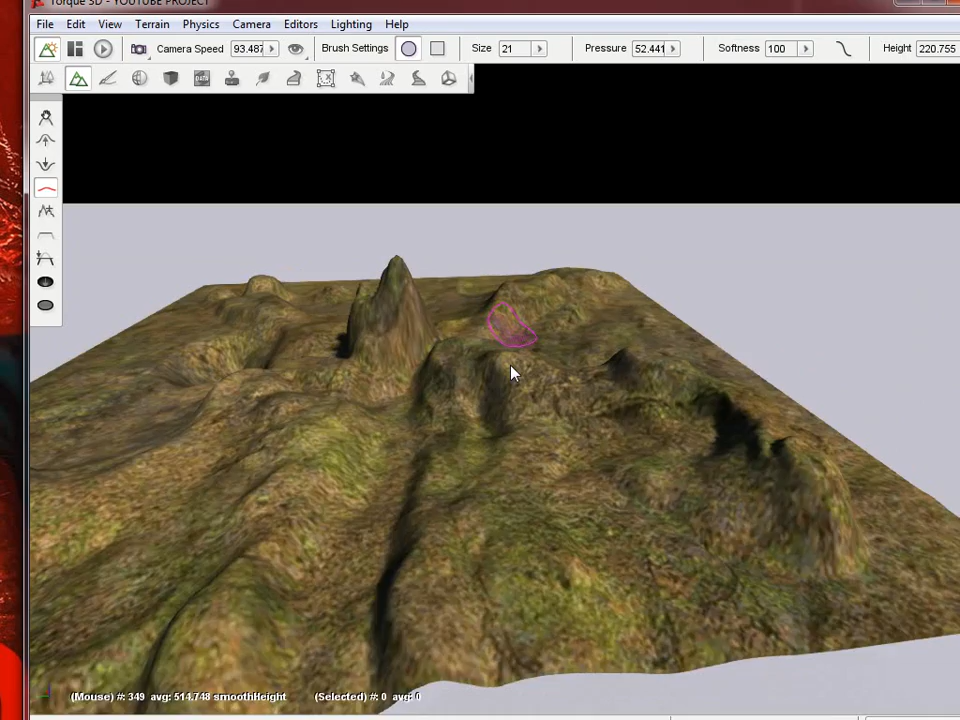 Torque 3D - YOUTUBE PROJECT
File Edit View Terrain Physics Camera Editors Lighting Help
Camera Speed 93.487 Brush Settings Size 21 Pressure 52.441 Softness 100 Height 220.755
DATA
(Mouse) #: 349 avg: 514.748 smoothHeight (Selected) #: 0 avg: 0